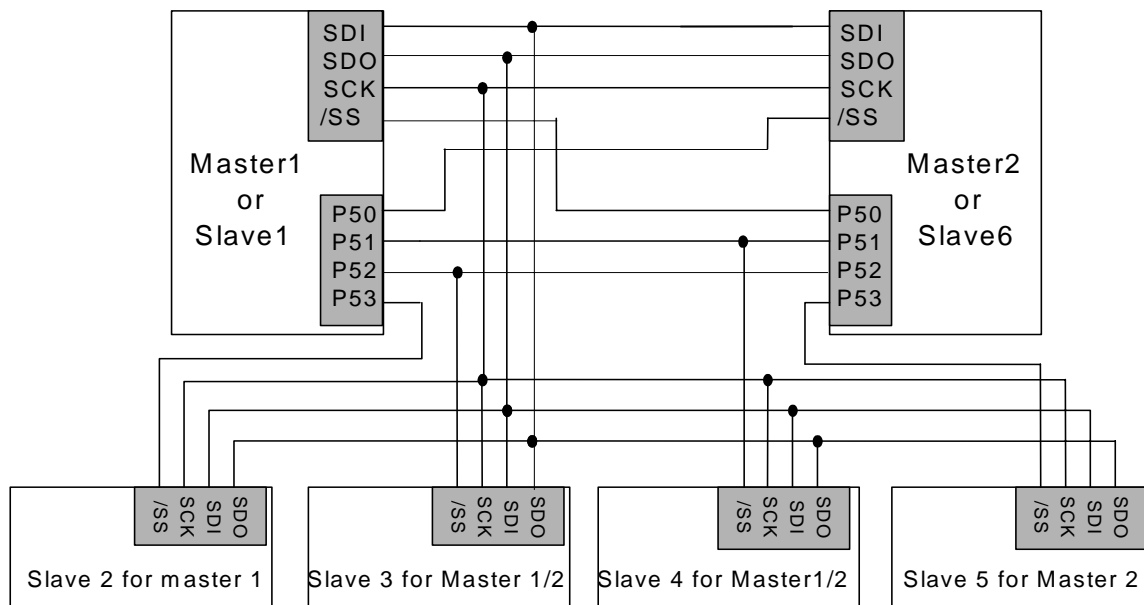 SDI
SDO
SCK
/SS
Master1
or
Slave1
P50
P51
P52
P53
SDI
SDO
SCK
/SS
Master2
or
Slave6
P50
P51
P52
P53
/SS
SCK
SDI
SDO
Slave 2 for master 1
/SS
SCK
SDI
SDO
Slave 3 for Master 1/2
/SS
SCK
SDI
SDO
Slave 4 for Master1/2
/SS
SCK
SDI
SDO
Slave 5 for Master 2